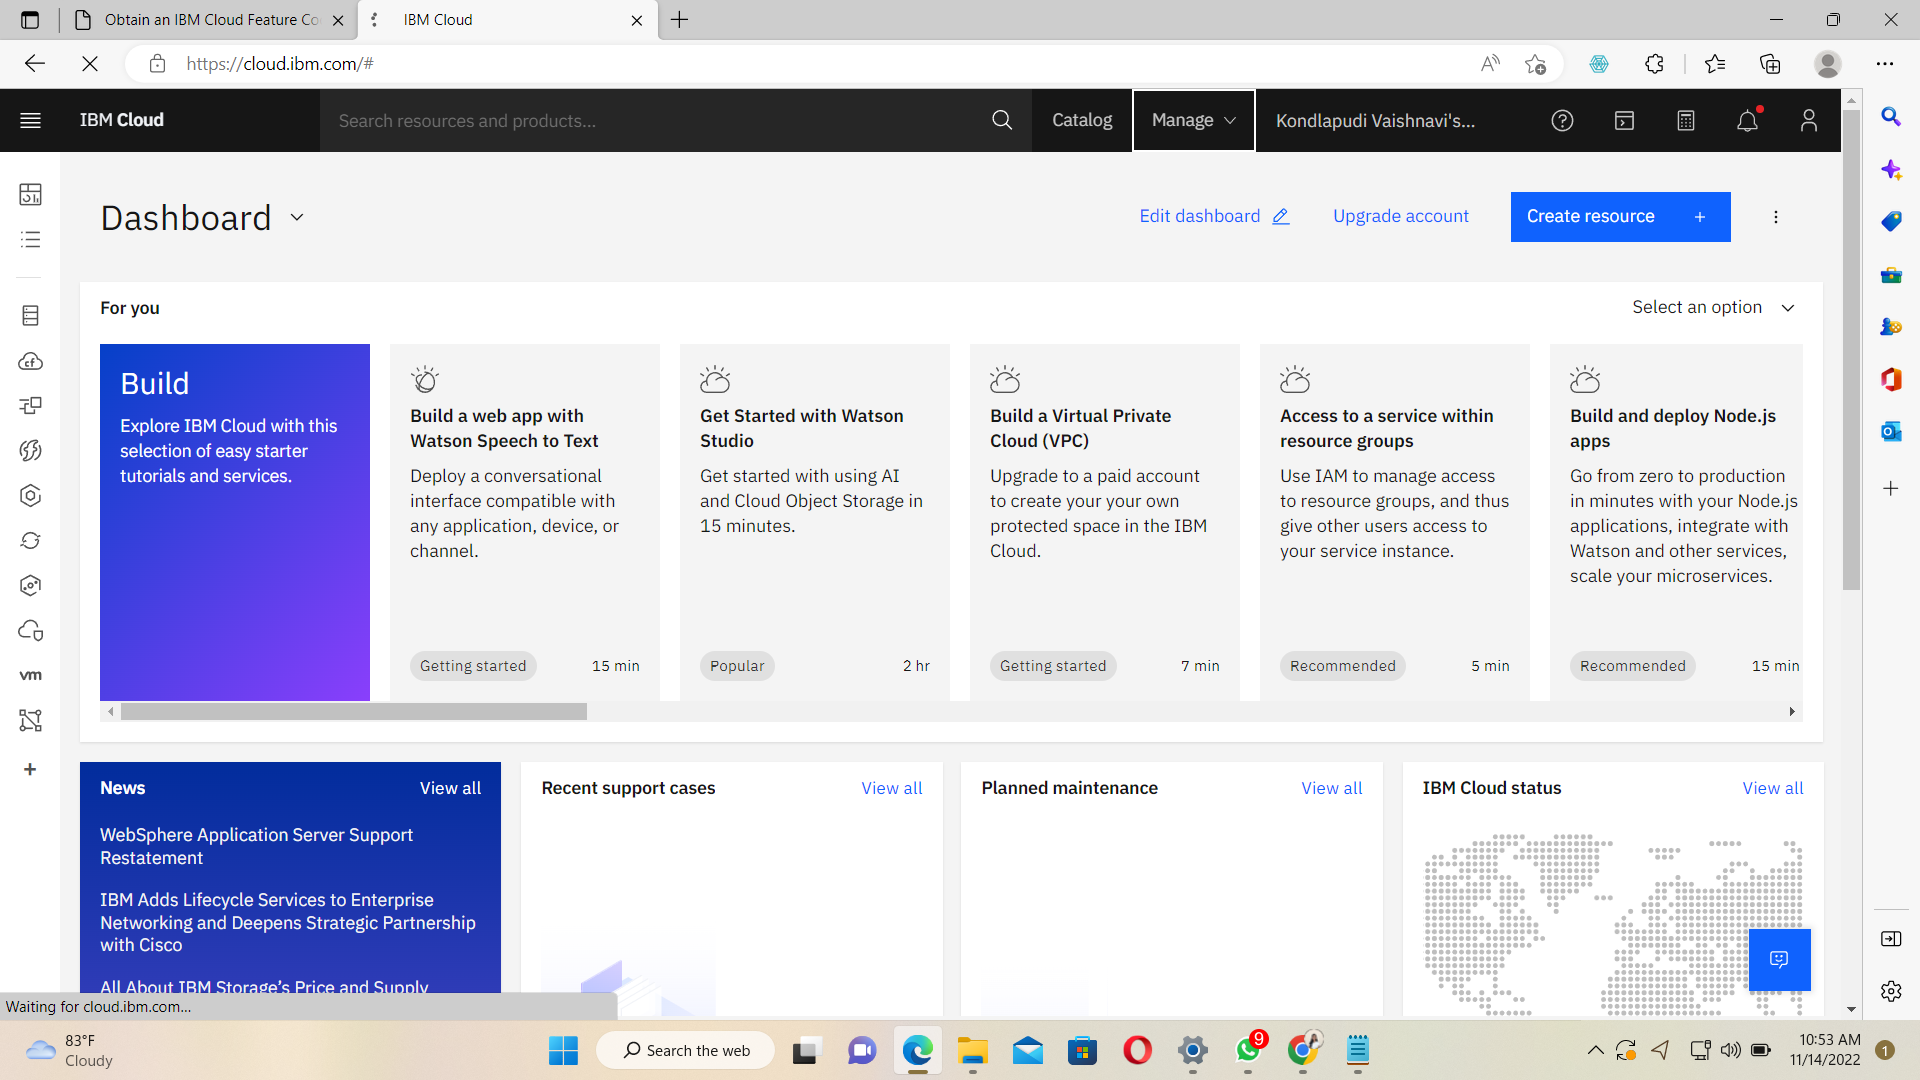 Obtain an IBM Cloud Feature Co
IBM Cloud
https://cloud.ibm.com/#
IBM Cloud
Search resources and products...
Catalog
Manage
Kondlapudi Vaishnavi's...
Dashboard
Edit dashboard
Upgrade account
Create resource +
For you
Select an option
Build
Explore IBM Cloud with this
selection of easy starter
tutorials and services.
Build a web app with
Watson Speech to Text
Deploy a conversational
interface compatible with
any application, device, or
channel.
Getting started
15 min
Get Started with Watson
Studio
Get started with using AI
and Cloud Object Storage in
15 minutes.
Popular
2 hr
Build a Virtual Private
Cloud (VPC)
Upgrade to a paid account
to create your your own
protected space in the IBM
Cloud.
Getting started
7 min
Access to a service within
resource groups
Use IAM to manage access
to resource groups, and thus
give other users access to
your service instance.
Recommended
5 min
Build and deploy Node.js
apps
Go from zero to production
in minutes with your Node.js
applications, integrate with
Watson and other services,
scale your microservices.
Recommended
15 min
cf
vm
News
View all
WebSphere Application Server Support
Restatement
IBM Adds Lifecycle Services to Enterprise
Networking and Deepens Strategic Partnership
with Cisco
All About IBM Storage's Price and Supply
Recent support cases
View all
Planned maintenance
View all
IBM Cloud status
View all
Waiting for cloud.ibm.com...
83°F
Cloudy
Search the web
9
10:53 AM
11/14/2022
1